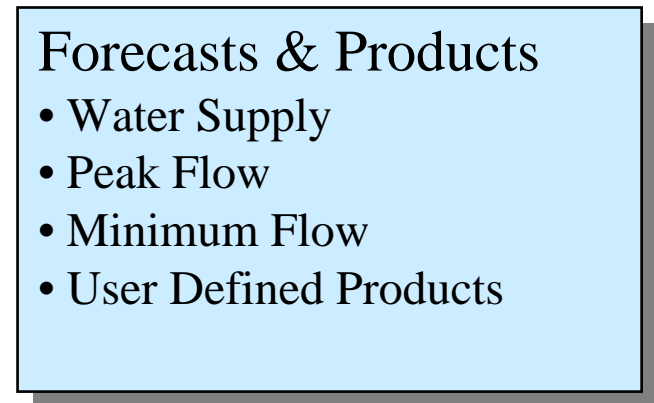 Forecasts & Products
• Water Supply
• Peak Flow
• Minimum Flow
• User Defined Products